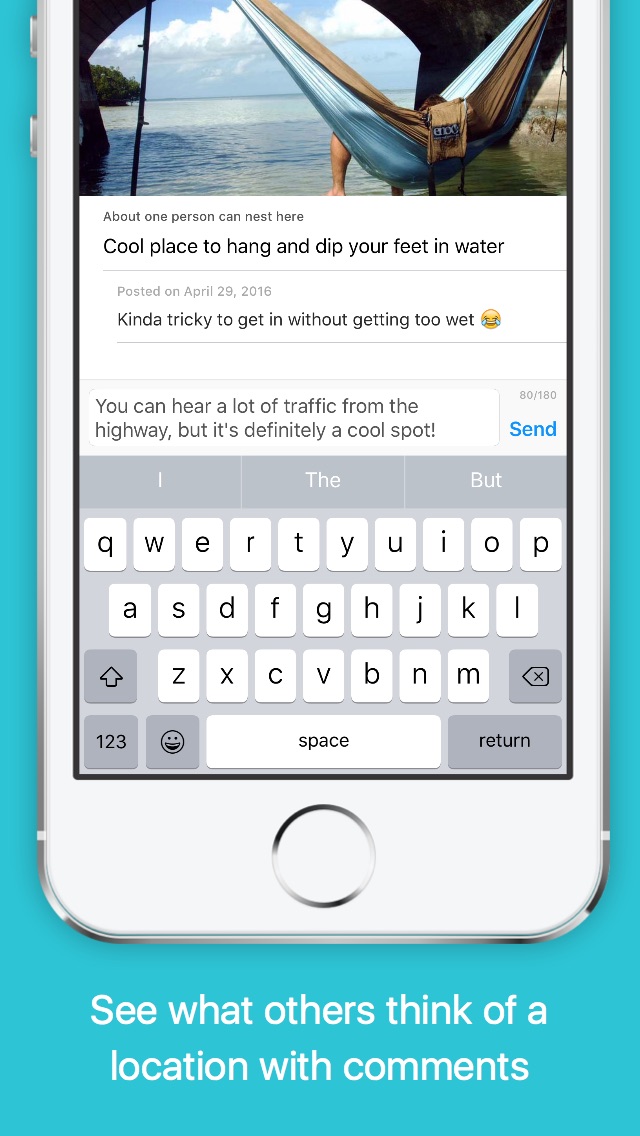 eno
About one person can nest here
Cool place to hang and dip your feet in water
Posted on April 29, 2016
Kinda tricky to get in without getting too wet 😂
80/180
You can hear a lot of traffic from the
highway, but it's definitely a cool spot!
Send
I The But
q w e r t y u i o p
a s d f g h j k l
z x c v b n m
123 space return
See what others think of a
location with comments